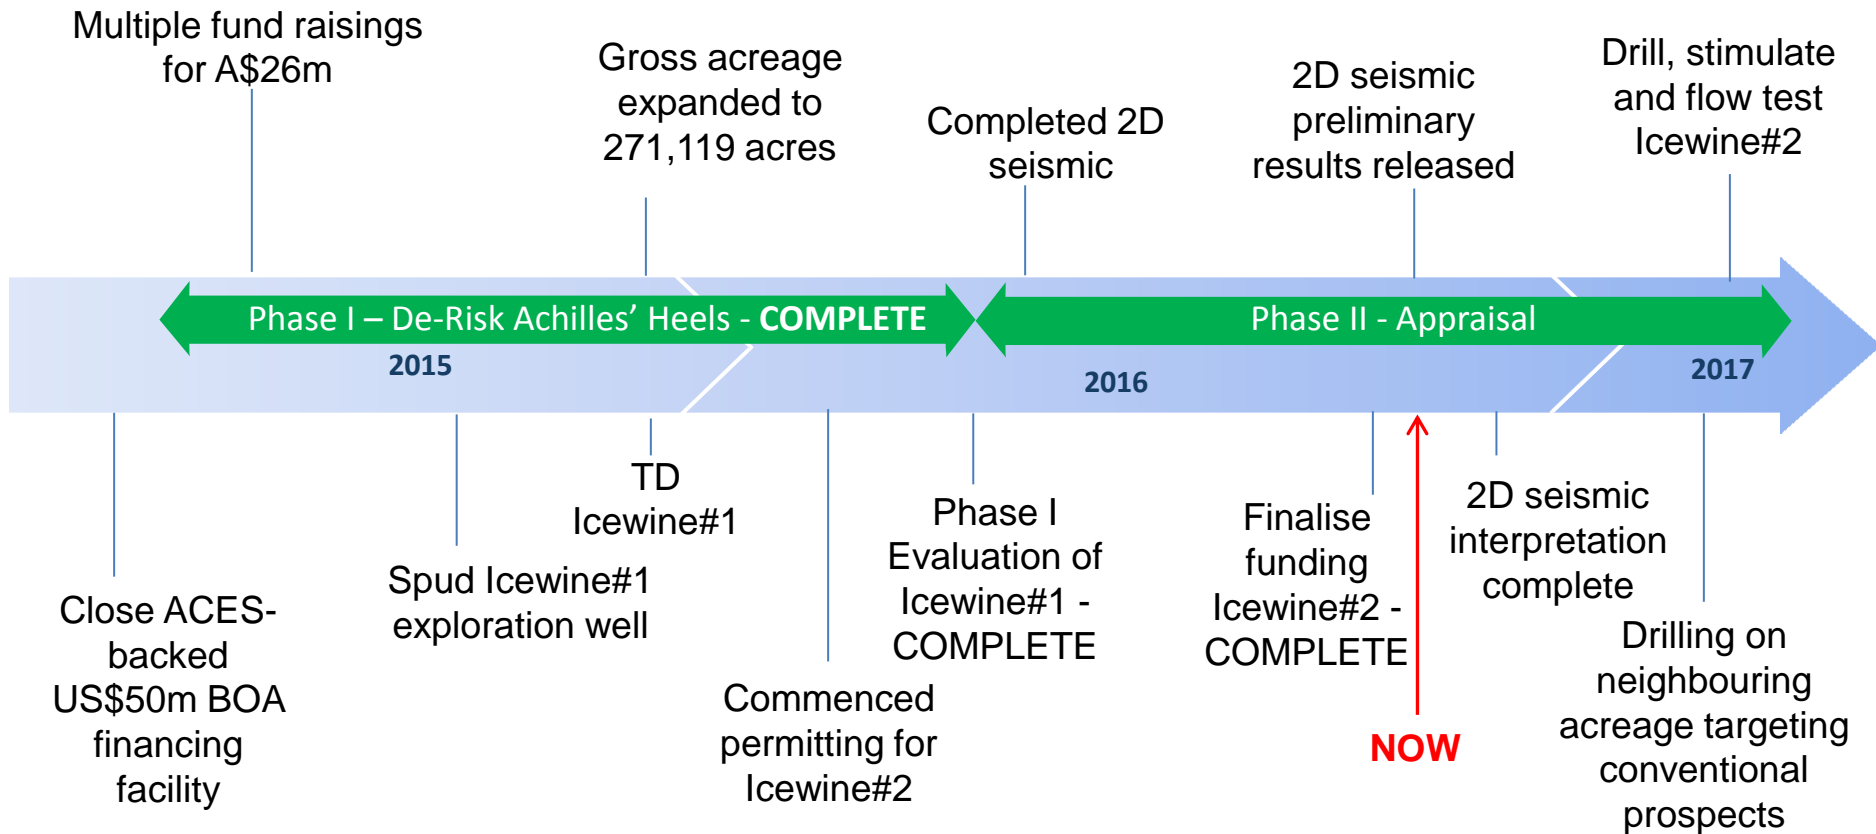 Multiple fund raisings
for A$26m
Gross acreage
expanded to
271,119 acres
Completed 2D
seismic
2D seismic
preliminary
results released
Drill, stimulate
and flow test
Icewine#2
Phase I – De-Risk Achilles' Heels - COMPLETE
Phase II - Appraisal
2015
2016
2017
Close ACES-
backed
US$50m BOA
financing
facility
Spud Icewine#1
exploration well
TD
Icewine#1
Commenced
permitting for
Icewine#2
Phase I
Evaluation of
Icewine#1 -
COMPLETE
Finalise
funding
Icewine#2 -
COMPLETE
NOW
2D seismic
interpretation
complete
Drilling on
neighbouring
acreage targeting
conventional
prospects